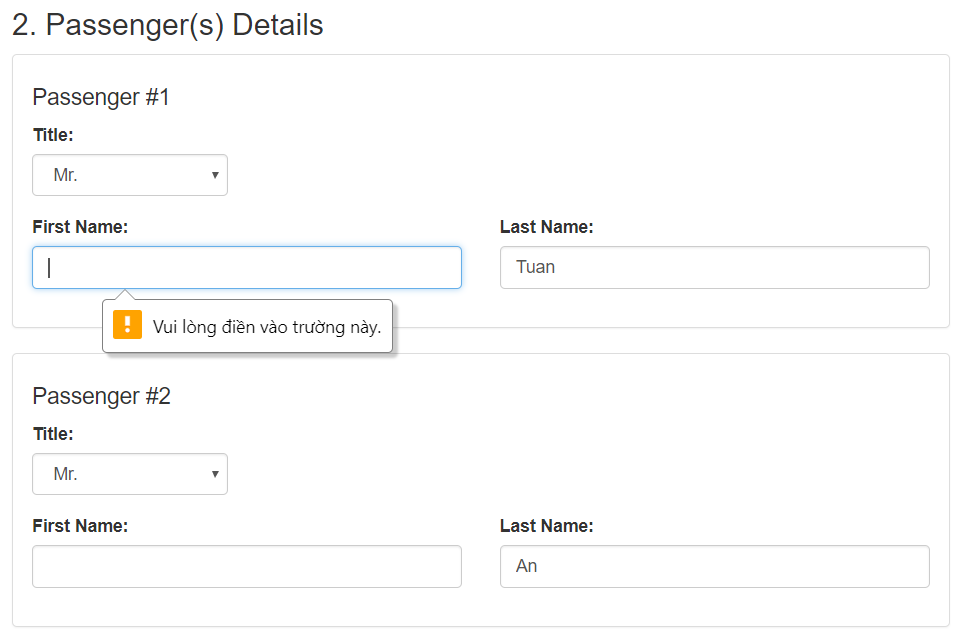 2. Passenger(s) Details
Passenger #1
Title:
Mr.
First Name:
Last Name:
Tuan
Vui lòng điền vào trường này.
Passenger #2
Title:
Mr.
First Name:
Last Name:
An